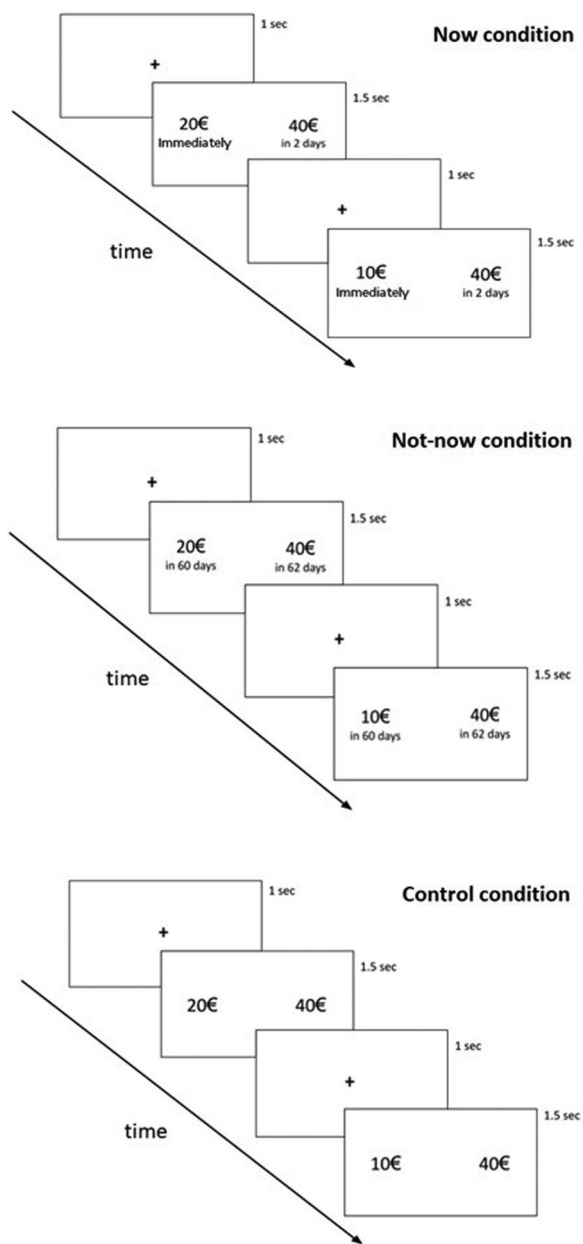 1 sec
Now condition
+
1.5 sec
20€ 40€
Immediately in 2 days
1 sec
+
1.5 sec
time
10€ 40€
Immediately in 2 days
1 sec
Not-now condition
+
1.5 sec
20€ 40€
in 60 days in 62 days
1 sec
+
1.5 sec
time
10€ 40€
in 60 days in 62 days
1 sec
Control condition
+
1.5 sec
20€ 40€
1 sec
+
1.5 sec
time
10€ 40€